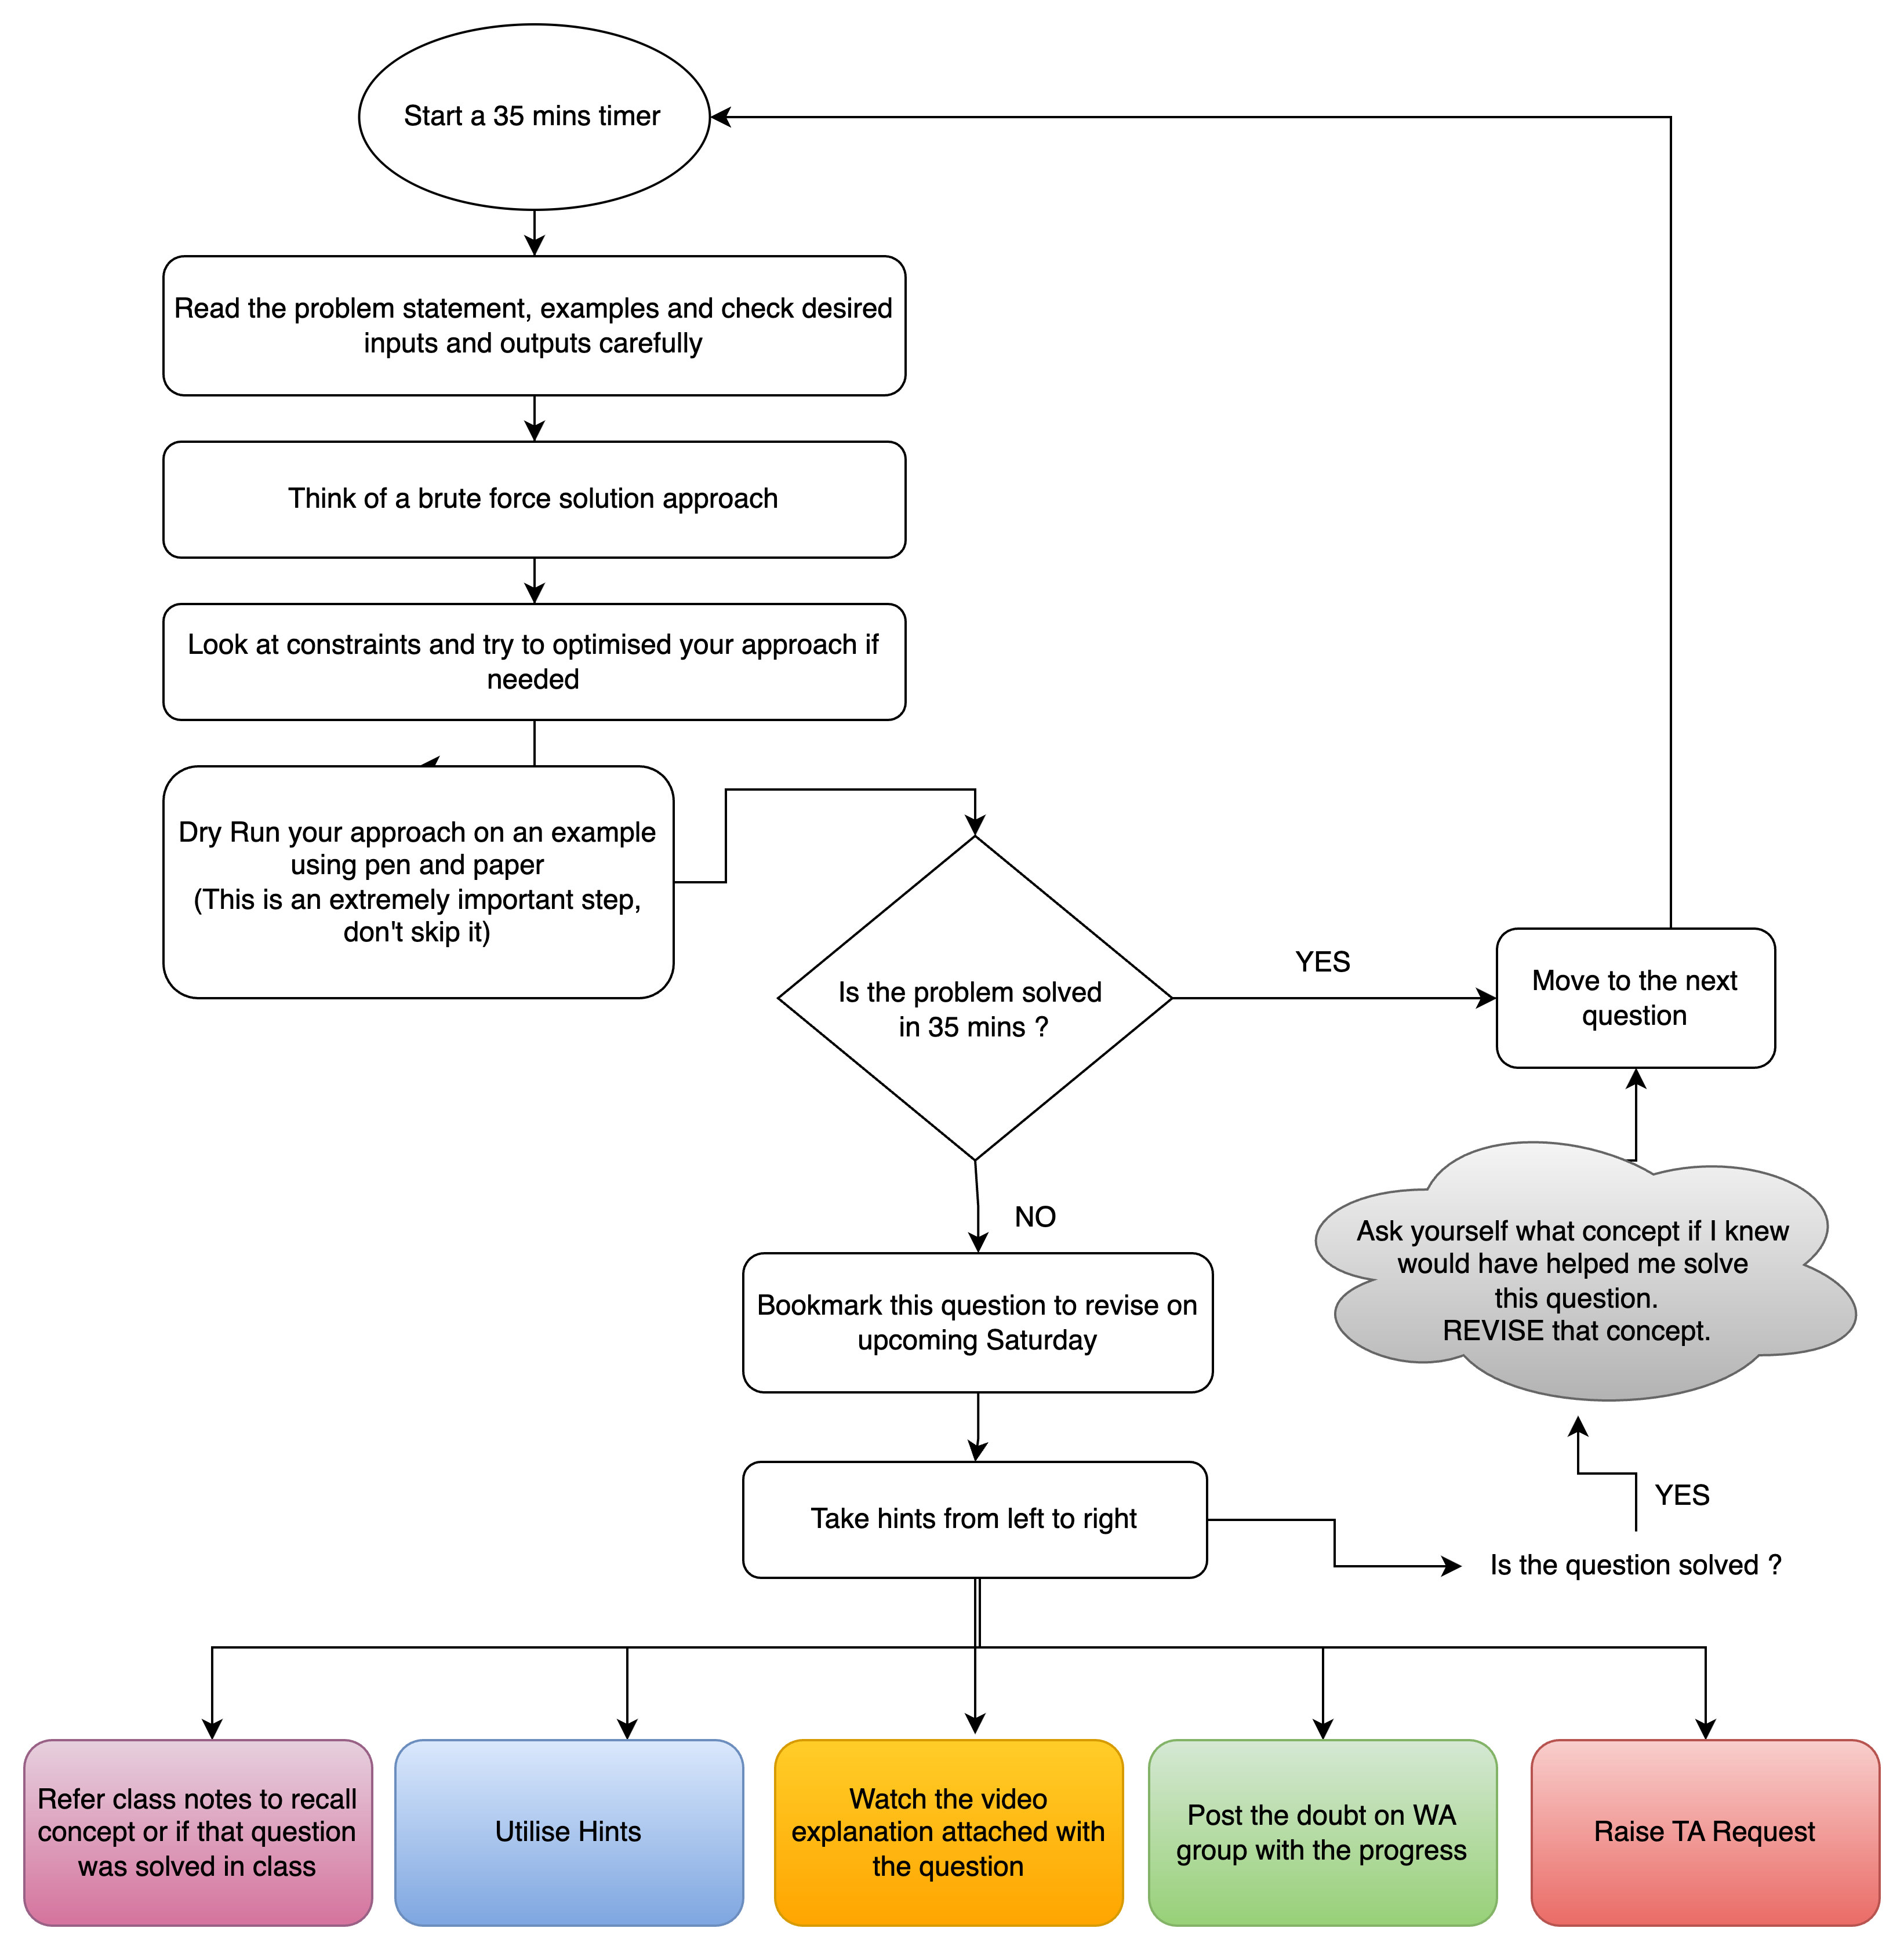 Start a 35 mins timer
Read the problem statement, examples and check desired
inputs and outputs carefully
Think of a brute force solution approach
Look at constraints and try to optimised your approach if
needed
Dry Run your approach on an example
using pen and paper
(This is an extremely important step,
don't skip it)
Is the problem solved
in 35 mins ?
YES
Move to the next
question
NO
Bookmark this question to revise on
upcoming Saturday
Ask yourself what concept if I knew
would have helped me solve
this question.
REVISE that concept.
Take hints from left to right
YES
Is the question solved ?
Refer class notes to recall
concept or if that question
was solved in class
Utilise Hints
Watch the video
explanation attached with
the question
Post the doubt on WA
group with the progress
Raise TA Request